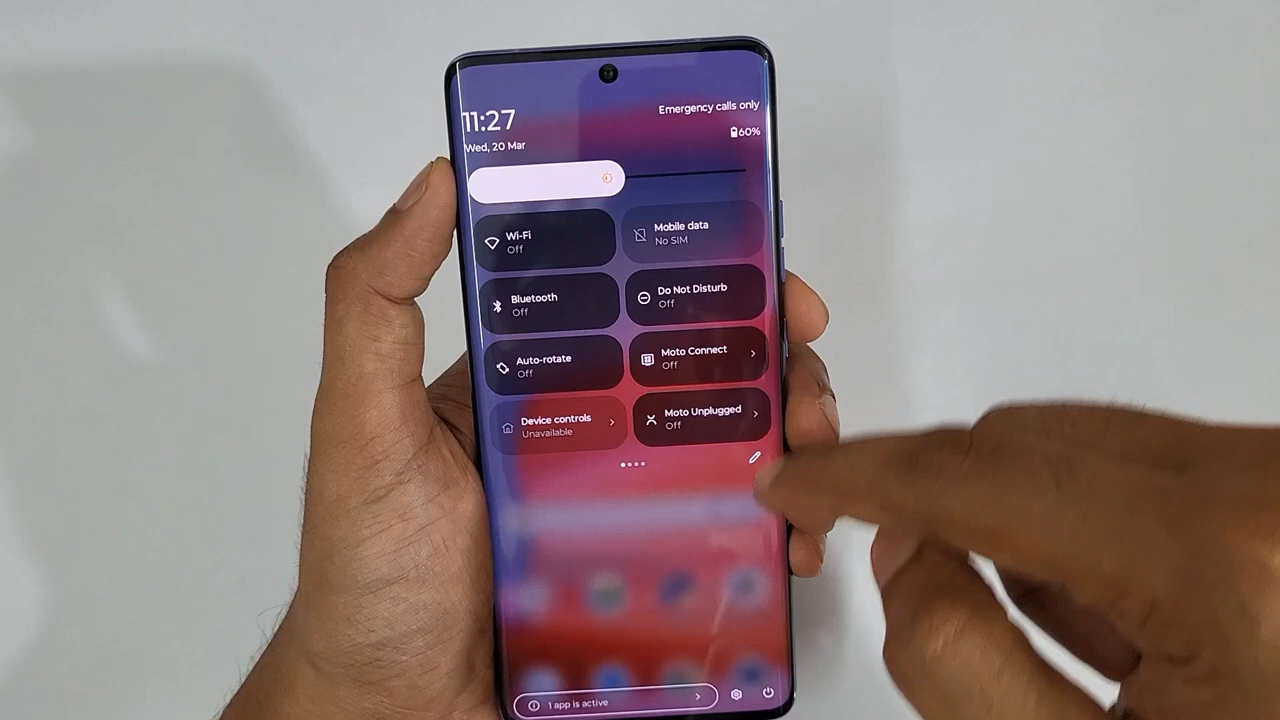 11:27
Emergency calls only
60%
Wed, 20 Mar
Wi-Fi
Off
Mobile data
No SIM
Bluetooth
Off
Do Not Disturb
Off
Auto-rotate
Off
Moto Connect
Off
Device controls
Unavailable
Moto Unplugged
Off
1 app is active